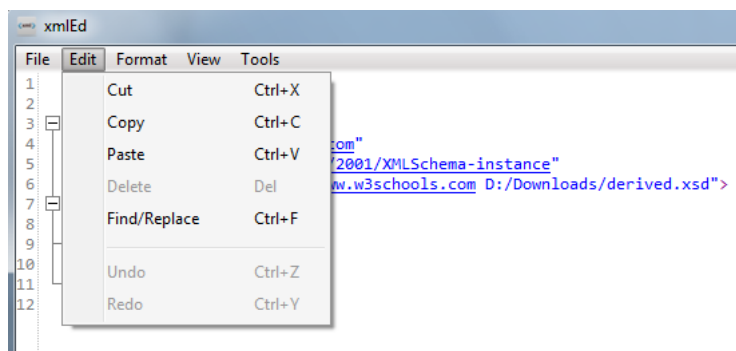 xmlEd
File Edit Format View Tools
1
2
3
4
5
6
7
8
9
10
11
12
Cut Ctrl+X
Copy Ctrl+C
Paste Ctrl+V
Delete Del
Find/Replace Ctrl+F
Undo Ctrl+Z
Redo Ctrl+Y
com"
/2001/XMLSchema-instance"
w.w3schools.com D:/Downloads/derived.xsd">